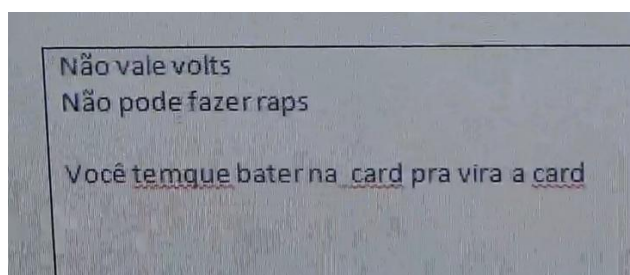 Não vale volts
Não pode fazer raps
Você temque bater na card pra vira a card